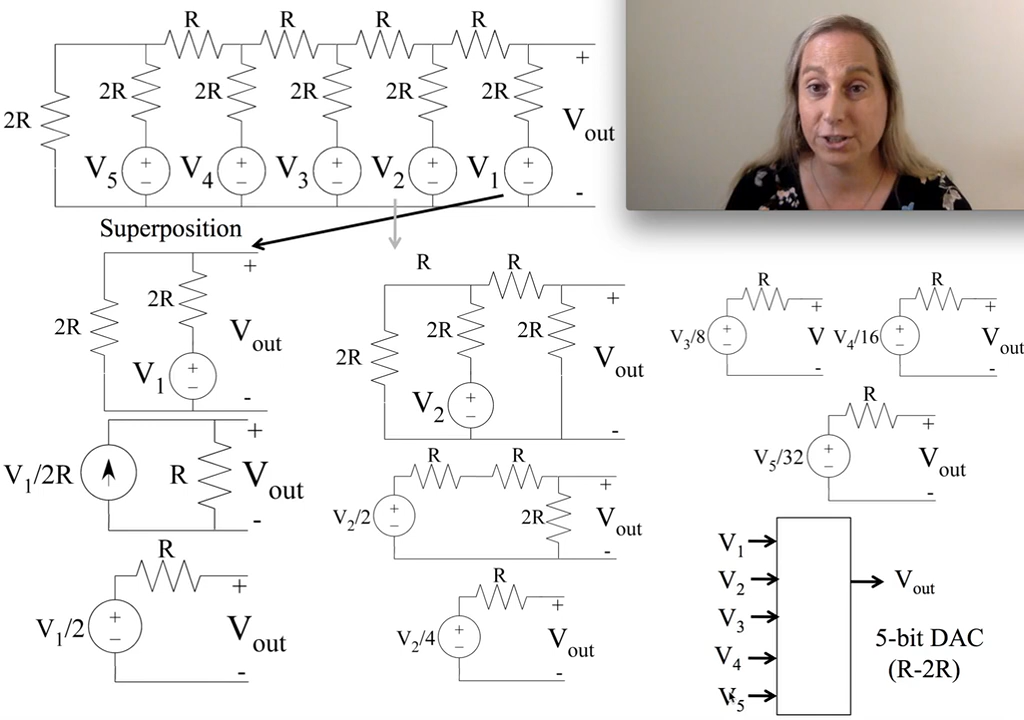 R R R R
2R 2R 2R 2R 2R 2R
+
V5 + - V4 + - V3 + - V2 + - V1 + -
Vout
-
Superposition
+
2R 2R
Vout
V1 + -
-
+
V1/2R R Vout
-
R
+
V1/2 + - Vout
-
R R
+
2R 2R 2R
Vout
V2 + -
-
R R
+
V2/2 + - 2R Vout
-
R
+
V2/4 + - Vout
-
R
+
V3/8 + - V
-
R
+
V4/16 + - Vout
-
R
+
V5/32 + - Vout
-
V1
V2 Vout
V3
V4 5-bit DAC
V5 (R-2R)